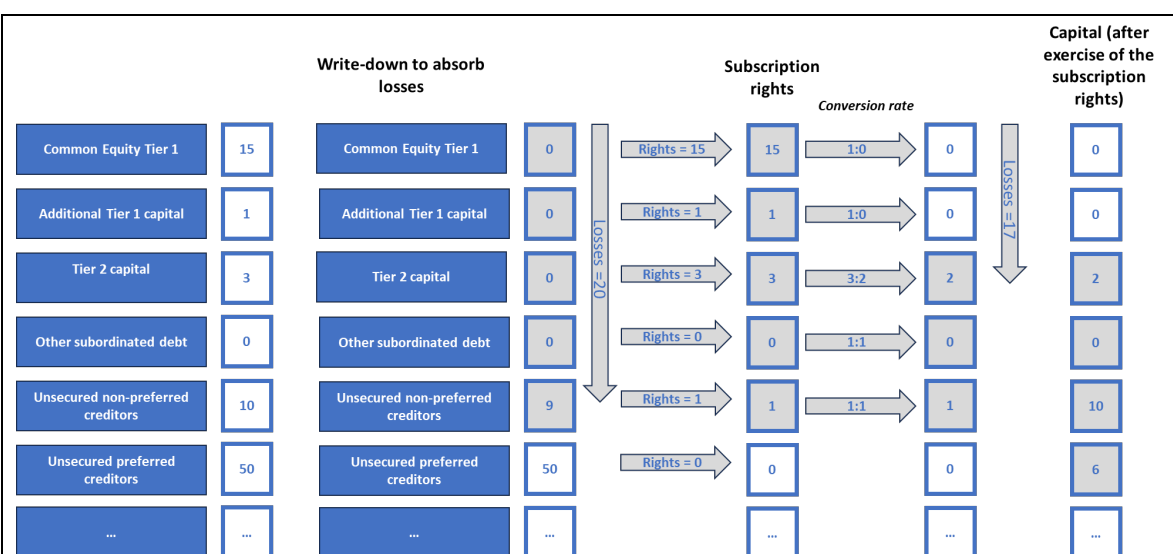 Write-down to absorb
losses
Subscription
rights
Conversion rate
Capital (after
exercise of the
subscription
rights)
Common Equity Tier 1
15
Common Equity Tier 1
0
Rights = 15
15
1:0
0
0
Additional Tier 1 capital
1
Additional Tier 1 capital
0
Rights = 1
1
1:0
0
0
Losses =20
Losses =17
Tier 2 capital
3
Tier 2 capital
0
Rights = 3
3
3:2
2
2
Other subordinated debt
0
Other subordinated debt
0
Rights = 0
0
1:1
0
0
Unsecured non-preferred
creditors
10
Unsecured non-preferred
creditors
9
Rights = 1
1
1:1
1
10
Unsecured preferred
creditors
50
Unsecured preferred
creditors
50
Rights = 0
0
0
6
...
...
...
...
...
...
...